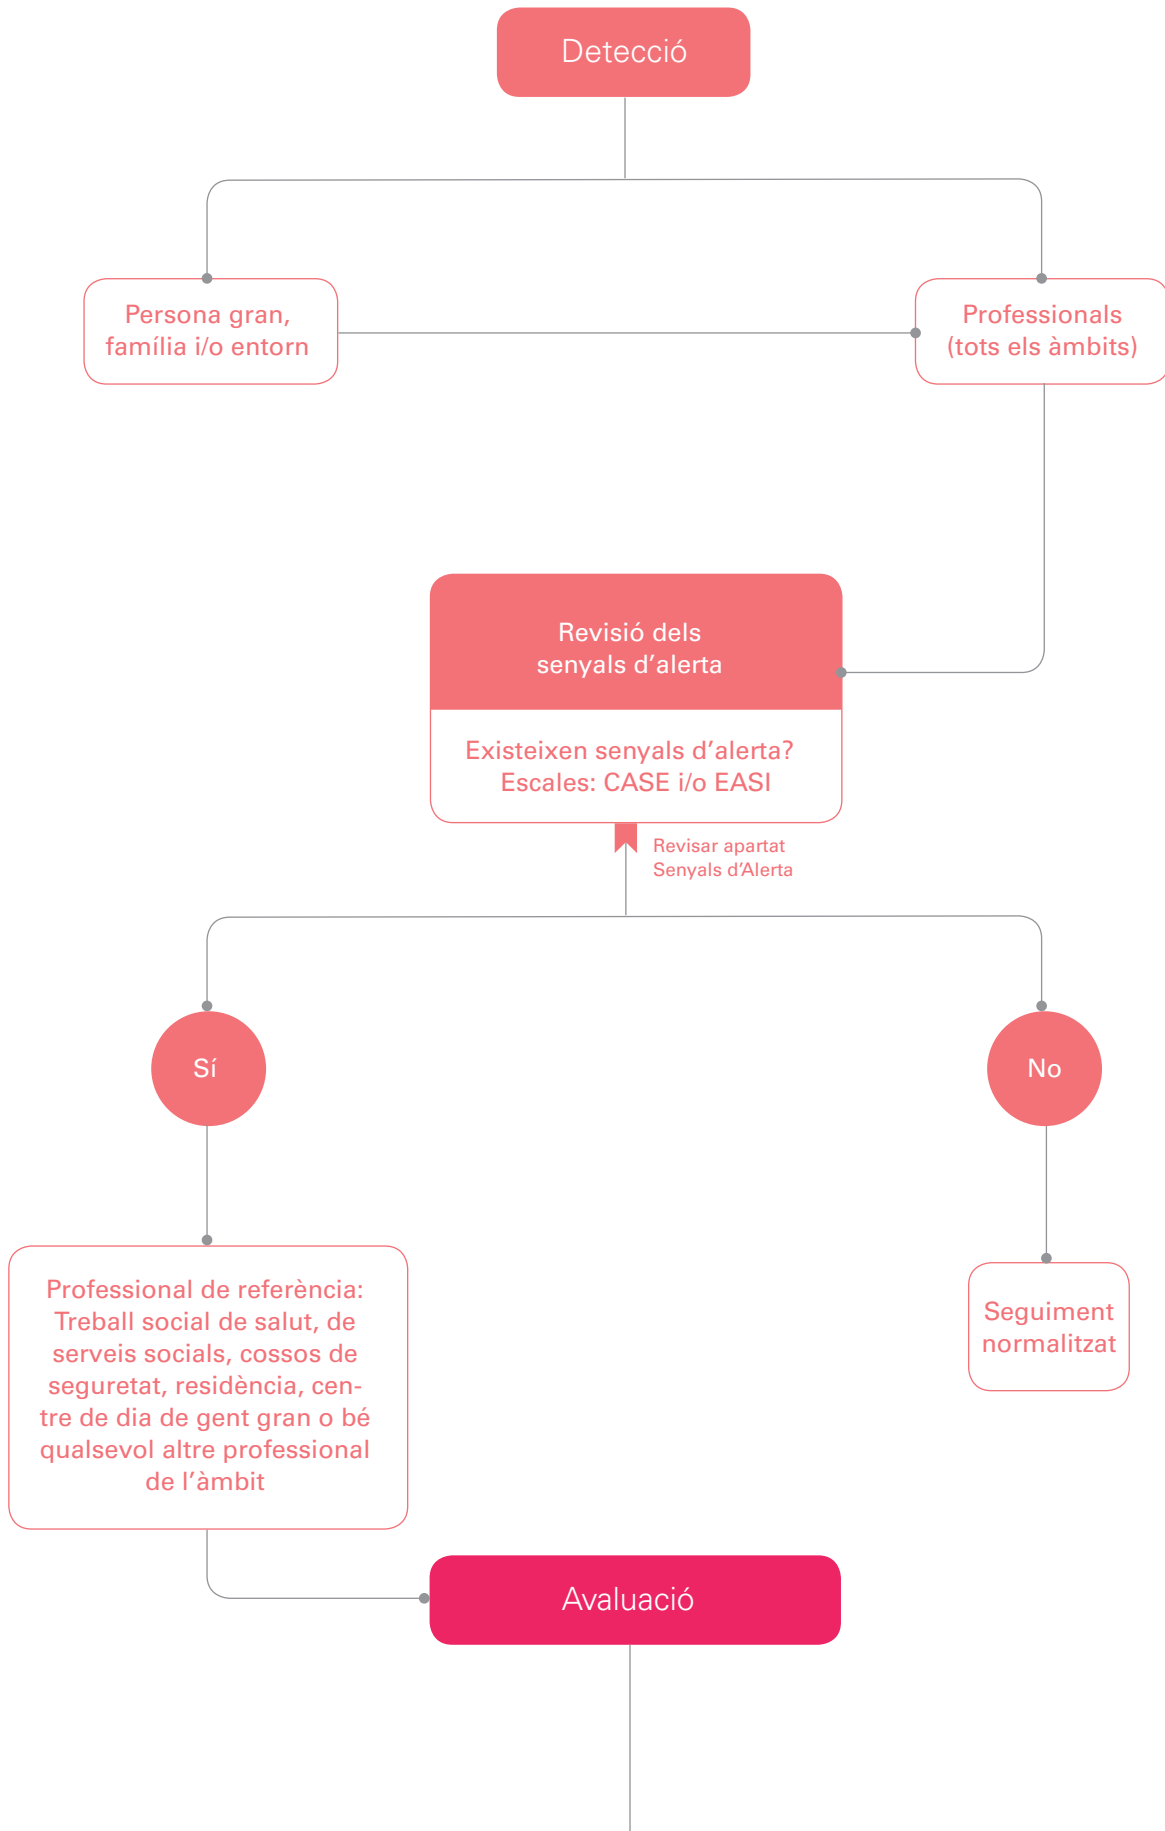 Detecció
Persona gran,
família i/o entorn
Professionals
(tots els àmbits)
Revisió dels
senyals d’alerta
Existeixen senyals d’alerta?
Escales: CASE i/o EASI
Revisar apartat
Senyals d’Alerta
Sí
No
Professional de referència:
Treball social de salut, de
serveis socials, cossos de
seguretat, residència, cen-
tre de dia de gent gran o bé
qualsevol altre professional
de l’àmbit
Seguiment
normalitzat
Avaluació